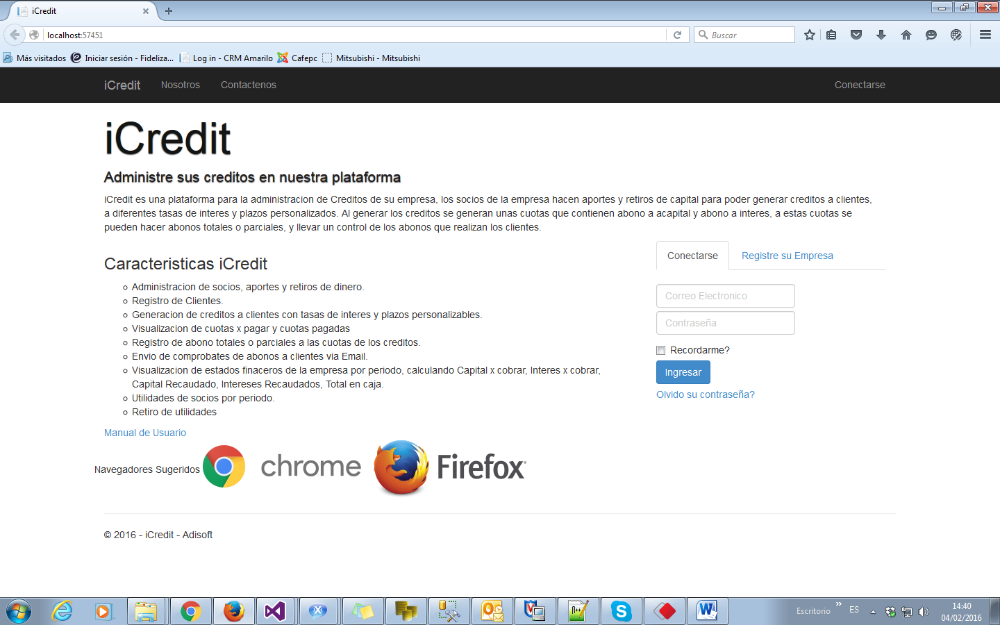 iCredit
localhost:57451
Buscar
Más visitados
Iniciar sesión - Fideliza...
Log in - CRM Amarilo
Cafepc
Mitsubishi - Mitsubishi
iCredit
Nosotros
Contactenos
Conectarse
iCredit
Administre sus creditos en nuestra plataforma
iCredit es una plataforma para la administracion de Creditos de su empresa, los socios de la empresa hacen aportes y retiros de capital para poder generar creditos a clientes,
a diferentes tasas de interes y plazos personalizados. Al generar los creditos se generan unas cuotas que contienen abono a acapital y abono a interes, a estas cuotas se
pueden hacer abonos totales o parciales, y llevar un control de los abonos que realizan los clientes.
Caracteristicas iCredit
Administracion de socios, aportes y retiros de dinero.
Registro de Clientes.
Generacion de creditos a clientes con tasas de interes y plazos personalizables.
Visualizacion de cuotas x pagar y cuotas pagadas
Registro de abono totales o parciales a las cuotas de los creditos.
Envio de comprobates de abonos a clientes via Email.
Visualizacion de estados finaceros de la empresa por periodo, calculando Capital x cobrar, Interes x cobrar,
Capital Recaudado, Intereses Recaudados, Total en caja.
Utilidades de socios por periodo.
Retiro de utilidades
Manual de Usuario
Conectarse
Registre su Empresa
Correo Electronico
Contraseña
Recordarme?
Ingresar
Olvido su contraseña?
Navegadores Sugeridos
chrome
Firefox
© 2016 - iCredit - Adisoft
Escritorio
ES
14:40
04/02/2016